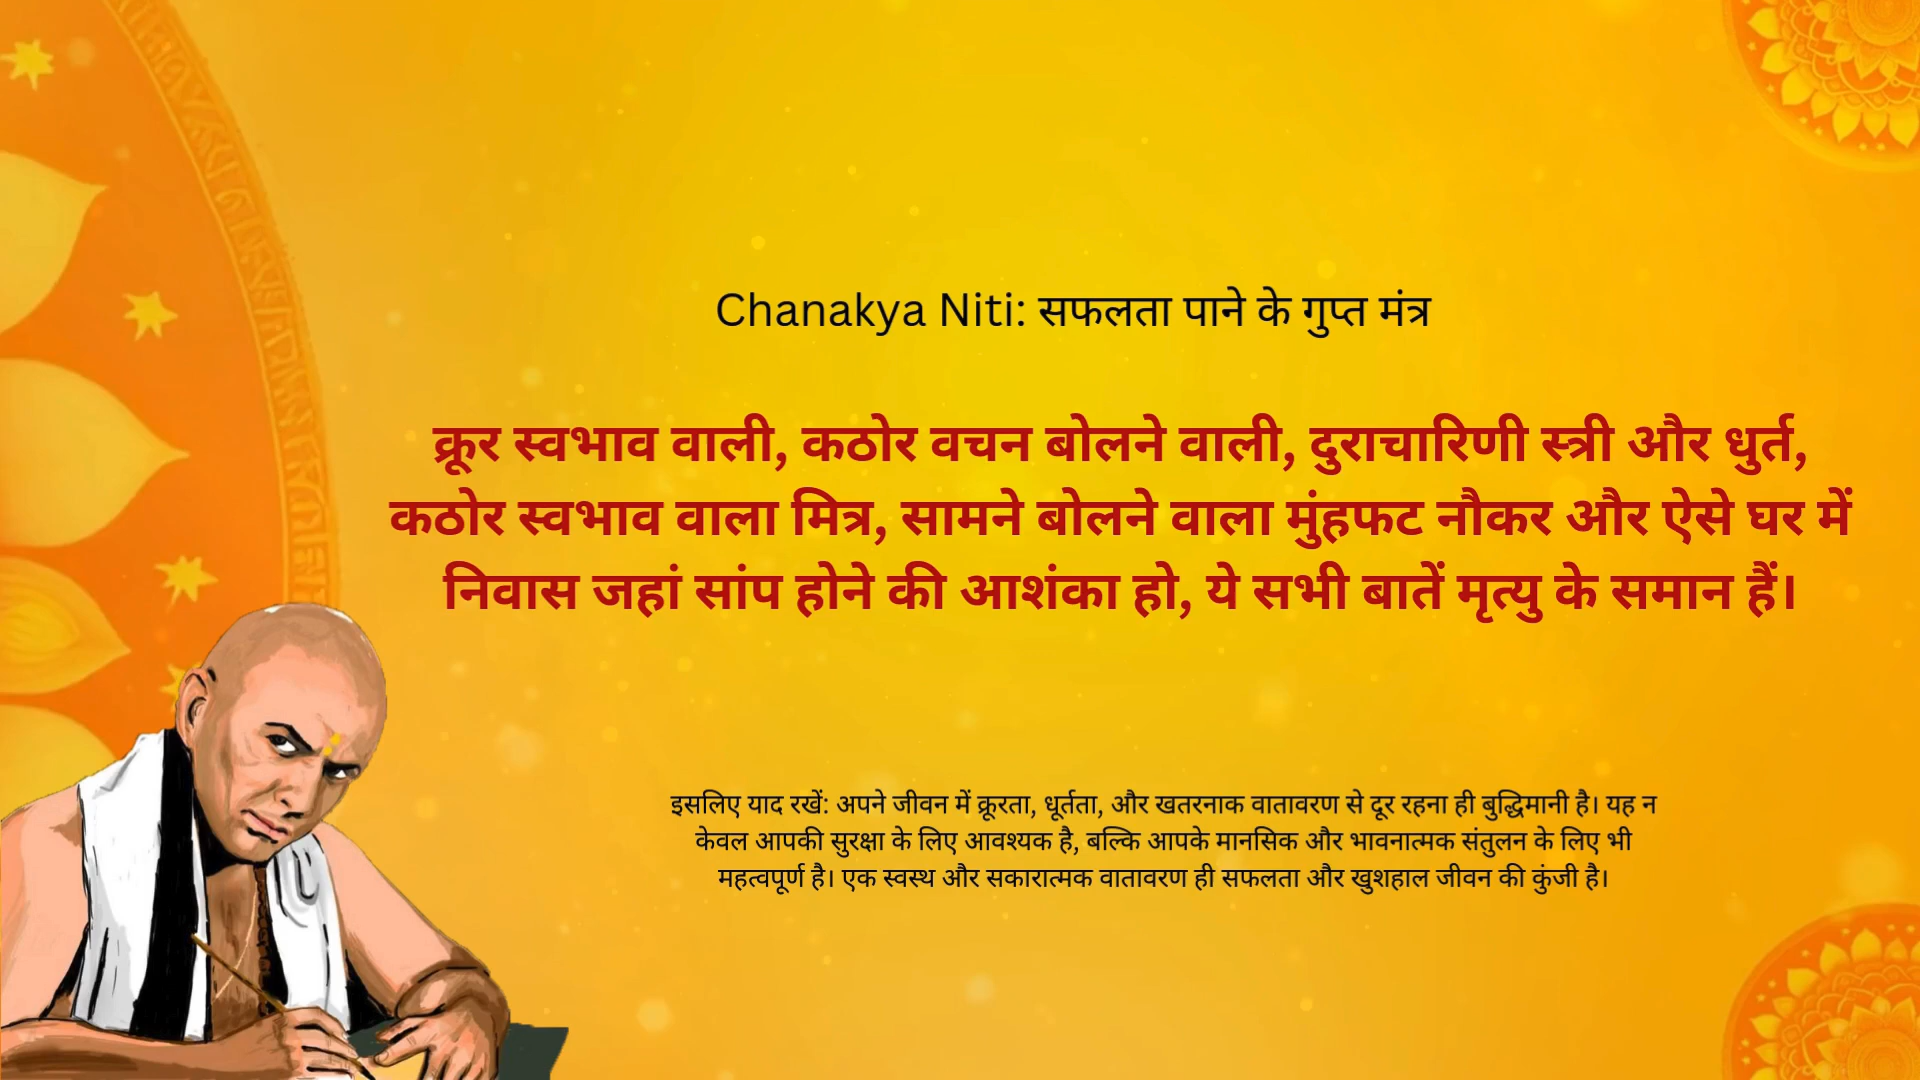 Chanakya Niti: सफलता पाने के गुप्त मंत्र
क्रूर स्वभाव वाली, कठोर वचन बोलने वाली, दुराचारिणी स्त्री और धुर्त,
कठोर स्वभाव वाला मित्र, सामने बोलने वाला मुंहफट नौकर और ऐसे घर में
निवास जहां सांप होने की आशंका हो, ये सभी बातें मृत्यु के समान हैं।
इसलिए याद रखें: अपने जीवन में क्रूरता, धूर्तता, और खतरनाक वातावरण से दूर रहना ही बुद्धिमानी है। यह न
केवल आपकी सुरक्षा के लिए आवश्यक है, बल्कि आपके मानसिक और भावनात्मक संतुलन के लिए भी
महत्वपूर्ण है। एक स्वस्थ और सकारात्मक वातावरण ही सफलता और खुशहाल जीवन की कुंजी है।